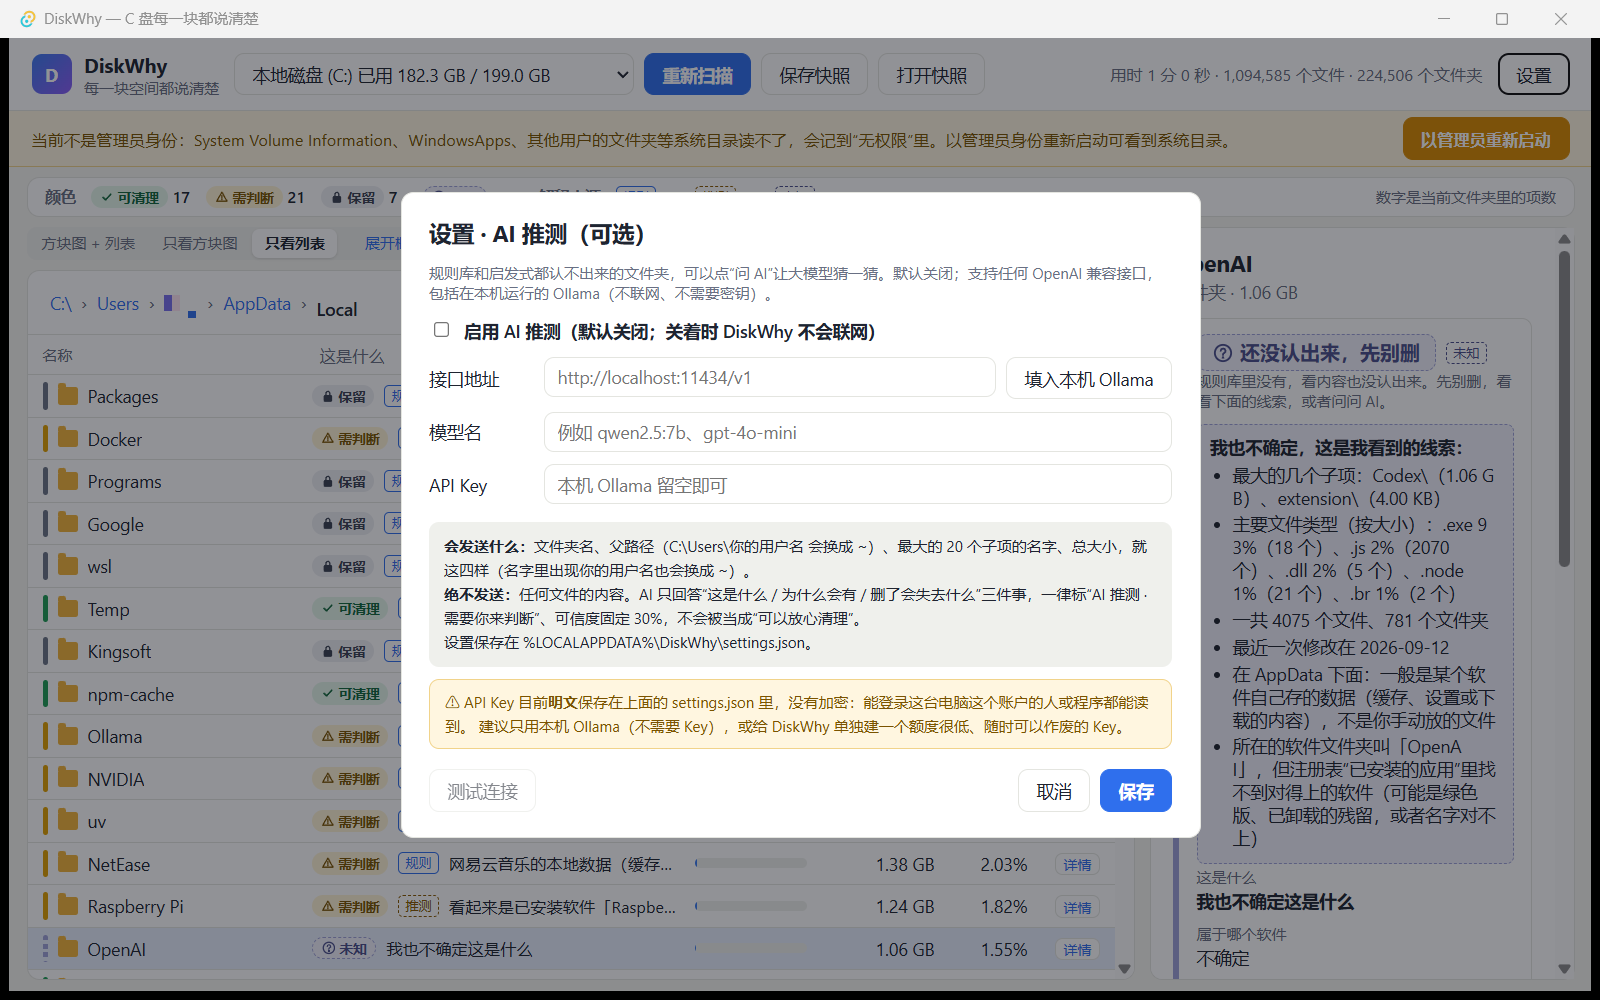 DiskWhy — C 盘每一块都说清楚
D
DiskWhy
每一块空间都说清楚
本地磁盘 (C:) 已用 182.3 GB / 199.0 GB
重新扫描
保存快照
打开快照
用时 1 分 0 秒 · 1,094,585 个文件 · 224,506 个文件夹
设置
当前不是管理员身份：System Volume Information、WindowsApps、其他用户的文件夹等系统目录读不了，会记到“无权限”里。以管理员身份重新启动可看到系统目录。
以管理员重新启动
颜色
可清理 17
需判断 21
保留 7
数字是当前文件夹里的项数
方块图 + 列表
只看方块图
只看列表
C:\ › Users › › AppData › Local
名称
这是什么
Packages 保留
Docker 需判断
Programs 保留
Google 保留
wsl 保留
Temp 可清理
Kingsoft 保留
npm-cache 可清理
Ollama 需判断
NVIDIA 需判断
uv 需判断
NetEase 需判断 规则 网易云音乐的本地数据（缓存... 1.38 GB 2.03% 详情
Raspberry Pi 需判断 推测 看起来是已安装软件「Raspbe... 1.24 GB 1.82% 详情
OpenAI 未知 我也不确定这是什么 1.06 GB 1.55% 详情
设置 · AI 推测（可选）
规则库和启发式都认不出来的文件夹，可以点“问 AI”让大模型猜一猜。默认关闭；支持任何 OpenAI 兼容接口，
包括在本机运行的 Ollama（不联网、不需要密钥）。
启用 AI 推测（默认关闭；关着时 DiskWhy 不会联网）
接口地址
http://localhost:11434/v1
填入本机 Ollama
模型名
例如 qwen2.5:7b、gpt-4o-mini
API Key
本机 Ollama 留空即可
会发送什么：文件夹名、父路径（C:\Users\你的用户名 会换成 ~）、最大的 20 个子项的名字、总大小，就
这四样（名字里出现你的用户名也会换成 ~）。
绝不发送：任何文件的内容。AI 只回答“这是什么 / 为什么会有 / 删了会失去什么”三件事，一律标“AI 推测 ·
需要你来判断”、可信度固定 30%，不会被当成“可以放心清理”。
设置保存在 %LOCALAPPDATA%\DiskWhy\settings.json。
⚠ API Key 目前明文保存在上面的 settings.json 里，没有加密：能登录这台电脑这个账户的人或程序都能读
到。 建议只用本机 Ollama（不需要 Key），或给 DiskWhy 单独建一个额度很低、随时可以作废的 Key。
测试连接
取消
保存
enAI
夹 · 1.06 GB
还没认出来，先别删
未知
规则库里没有，看内容也没认出来。先别删，看
看下面的线索，或者问问 AI。
我也不确定，这是我看到的线索：
• 最大的几个子项：Codex\（1.06 G
B）、extension\（4.00 KB）
• 主要文件类型（按大小）：.exe 9
3%（18 个）、.js 2%（2070
个）、.dll 2%（5 个）、.node
1%（21 个）、.br 1%（2 个）
• 一共 4075 个文件、781 个文件夹
• 最近一次修改在 2026-09-12
• 在 AppData 下面：一般是某个软
件自己存的数据（缓存、设置或下
载的内容），不是你手动放的文件
• 所在的软件文件夹叫「OpenA
I」，但注册表“已安装的应用”里找
不到对得上的软件（可能是绿色
版、已卸载的残留，或者名字对不
上）
这是什么
我也不确定这是什么
属于哪个软件
不确定